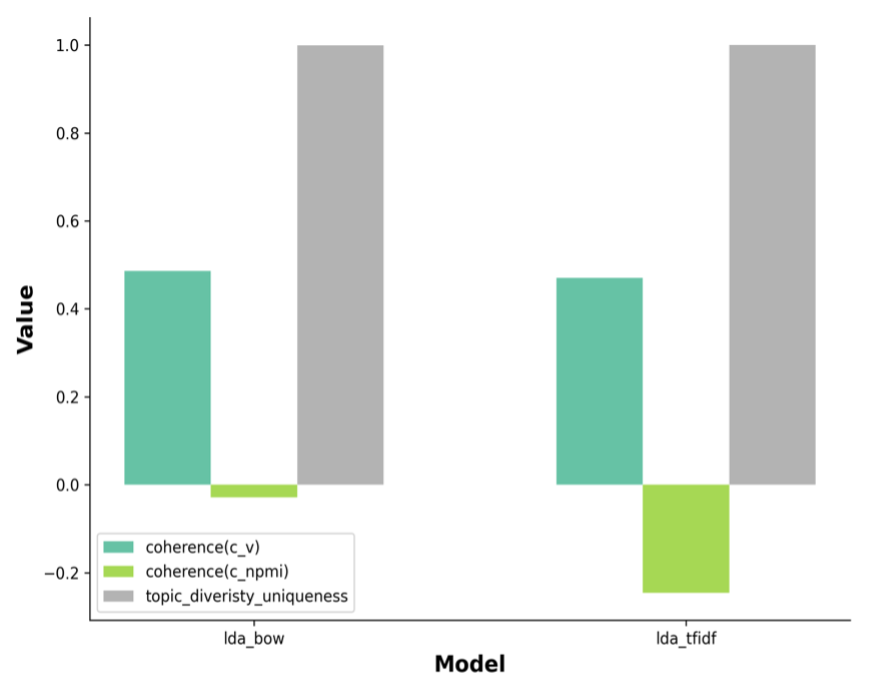 1.0
0.8
0.6
0.4
0.2
0.0
−0.2
Value
coherence(c_v)
coherence(c_npmi)
topic_diveristy_uniqueness
lda_bow
lda_tfidf
Model